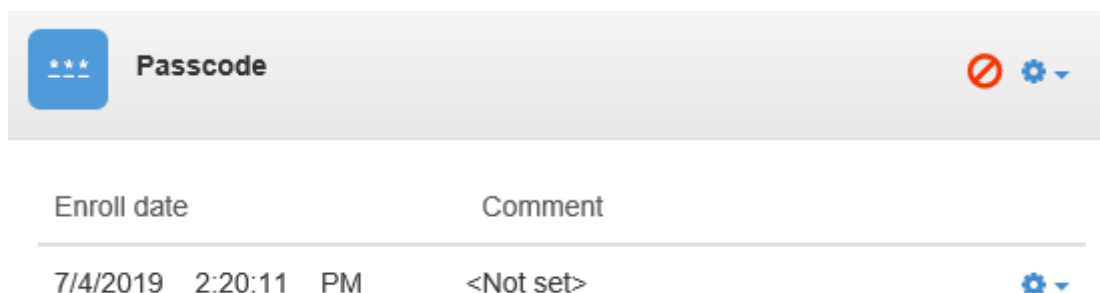 ***
Passcode
Enroll date Comment
7/4/2019 2:20:11 PM <Not set>